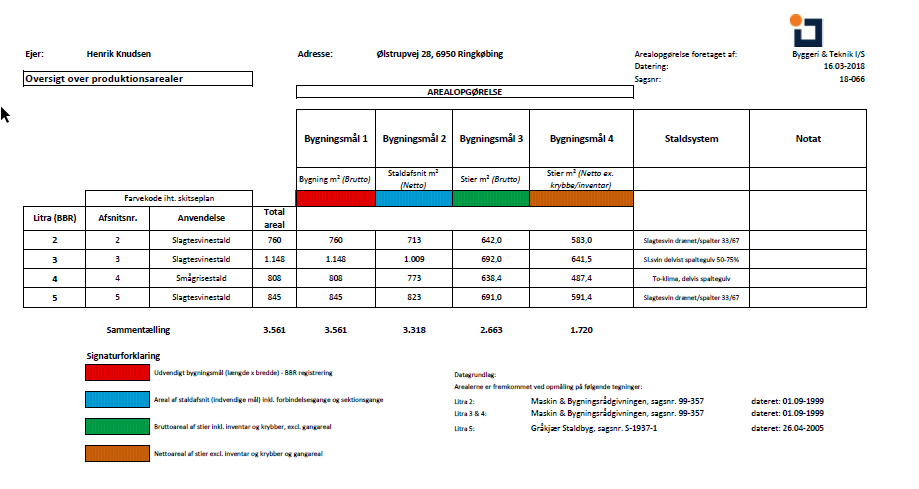 Ejer: Henrik Knudsen Adresse: Ølstrupvej 28, 6950 Ringkøbing Arealopgørelse foretaget af: Byggeri & Teknik I/S
Datering: 16.03-2018
Oversigt over produktionsarealer Sagsnr: 18-066
AREALOPGØRELSE
Bygningsmål 1 Bygningsmål 2 Bygningsmål 3 Bygningsmål 4 Staldsystem Notat
Bygning m² (Brutto) Staldafsnit m² (Netto) Stier m² (Brutto) Stier m² (Netto ex. krybbe/inventar)
Farvekode iht. skitseplan
Litra (BBR) Afsnitsnr. Anvendelse Total areal
2 2 Slagtesvinestald 760 760 713 642,0 583,0 Slagtesvin drænet/spalter 33/67
3 3 Slagtesvinestald 1.148 1.148 1.009 692,0 641,5 Sl.svin delvist spaltegulv 50-75%
4 4 Smågrisestald 808 808 773 638,4 487,4 To-klima, delvis spaltegulv
5 5 Slagtesvinestald 845 845 823 691,0 591,4 Slagtesvin drænet/spalter 33/67
Sammentælling 3.561 3.561 3.318 2.663 1.720
Signaturforklaring
Udvendigt bygningsmål (længde x bredde) - BBR registrering
Areal af staldafsnit (indvendige mål) inkl. forbindelsesgange og sektionsgange
Bruttoareal af stier inkl. inventar og krybber, excl. gangareal
Nettoareal af stier excl. inventar og krybber og gangareal
Datagrundlag:
Arealerne er fremkommet ved opmåling på følgende tegninger:
Litra 2: Maskin & Bygningsrådgivningen, sagsnr. 99-357 dateret: 01.09-1999
Litra 3 & 4: Maskin & Bygningsrådgivningen, sagsnr. 99-357 dateret: 01.09-1999
Litra 5: Gråkjær Staldbyg, sagsnr. S-1937-1 dateret: 26.04-2005